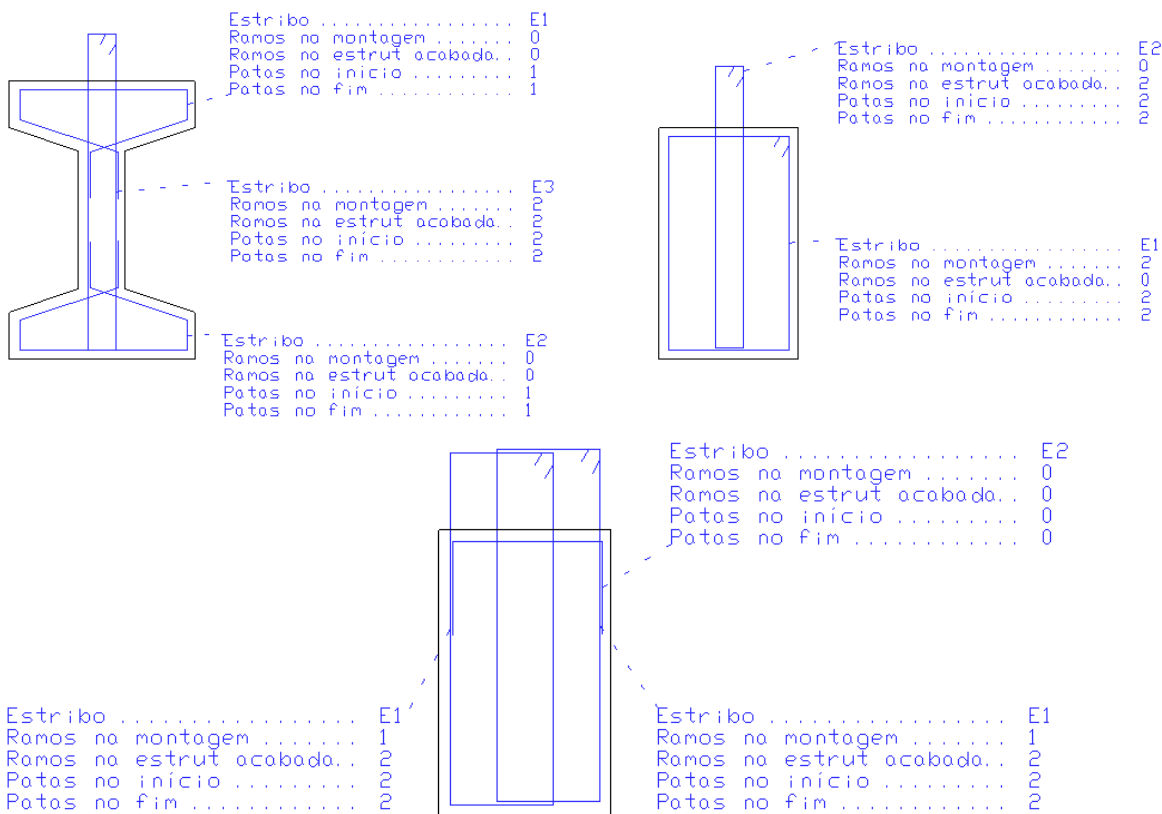 Estribo ................. E1
Ramos na montagem ....... 0
Ramos na estrut acabada.. 0
Patas no início ......... 1
Patas no fim ............ 1
Estribo ................. E3
Ramos na montagem ....... 2
Ramos na estrut acabada.. 2
Patas no início ......... 2
Patas no fim ............ 2
Estribo ................. E2
Ramos na montagem ....... 0
Ramos na estrut acabada.. 0
Patas no início ......... 1
Patas no fim ............ 1
Estribo ................. E2
Ramos na montagem ....... 0
Ramos na estrut acabada.. 2
Patas no início ......... 2
Patas no fim ............ 2
Estribo ................. E1
Ramos na montagem ....... 2
Ramos na estrut acabada.. 0
Patas no início ......... 2
Patas no fim ............ 2
Estribo ................. E2
Ramos na montagem ....... 0
Ramos na estrut acabada.. 0
Patas no início ......... 0
Patas no fim ............ 0
Estribo ................. E1
Ramos na montagem ....... 1
Ramos na estrut acabada.. 2
Patas no início ......... 2
Patas no fim ............ 2
Estribo ................. E1
Ramos na montagem ....... 1
Ramos na estrut acabada.. 2
Patas no início ......... 2
Patas no fim ............ 2